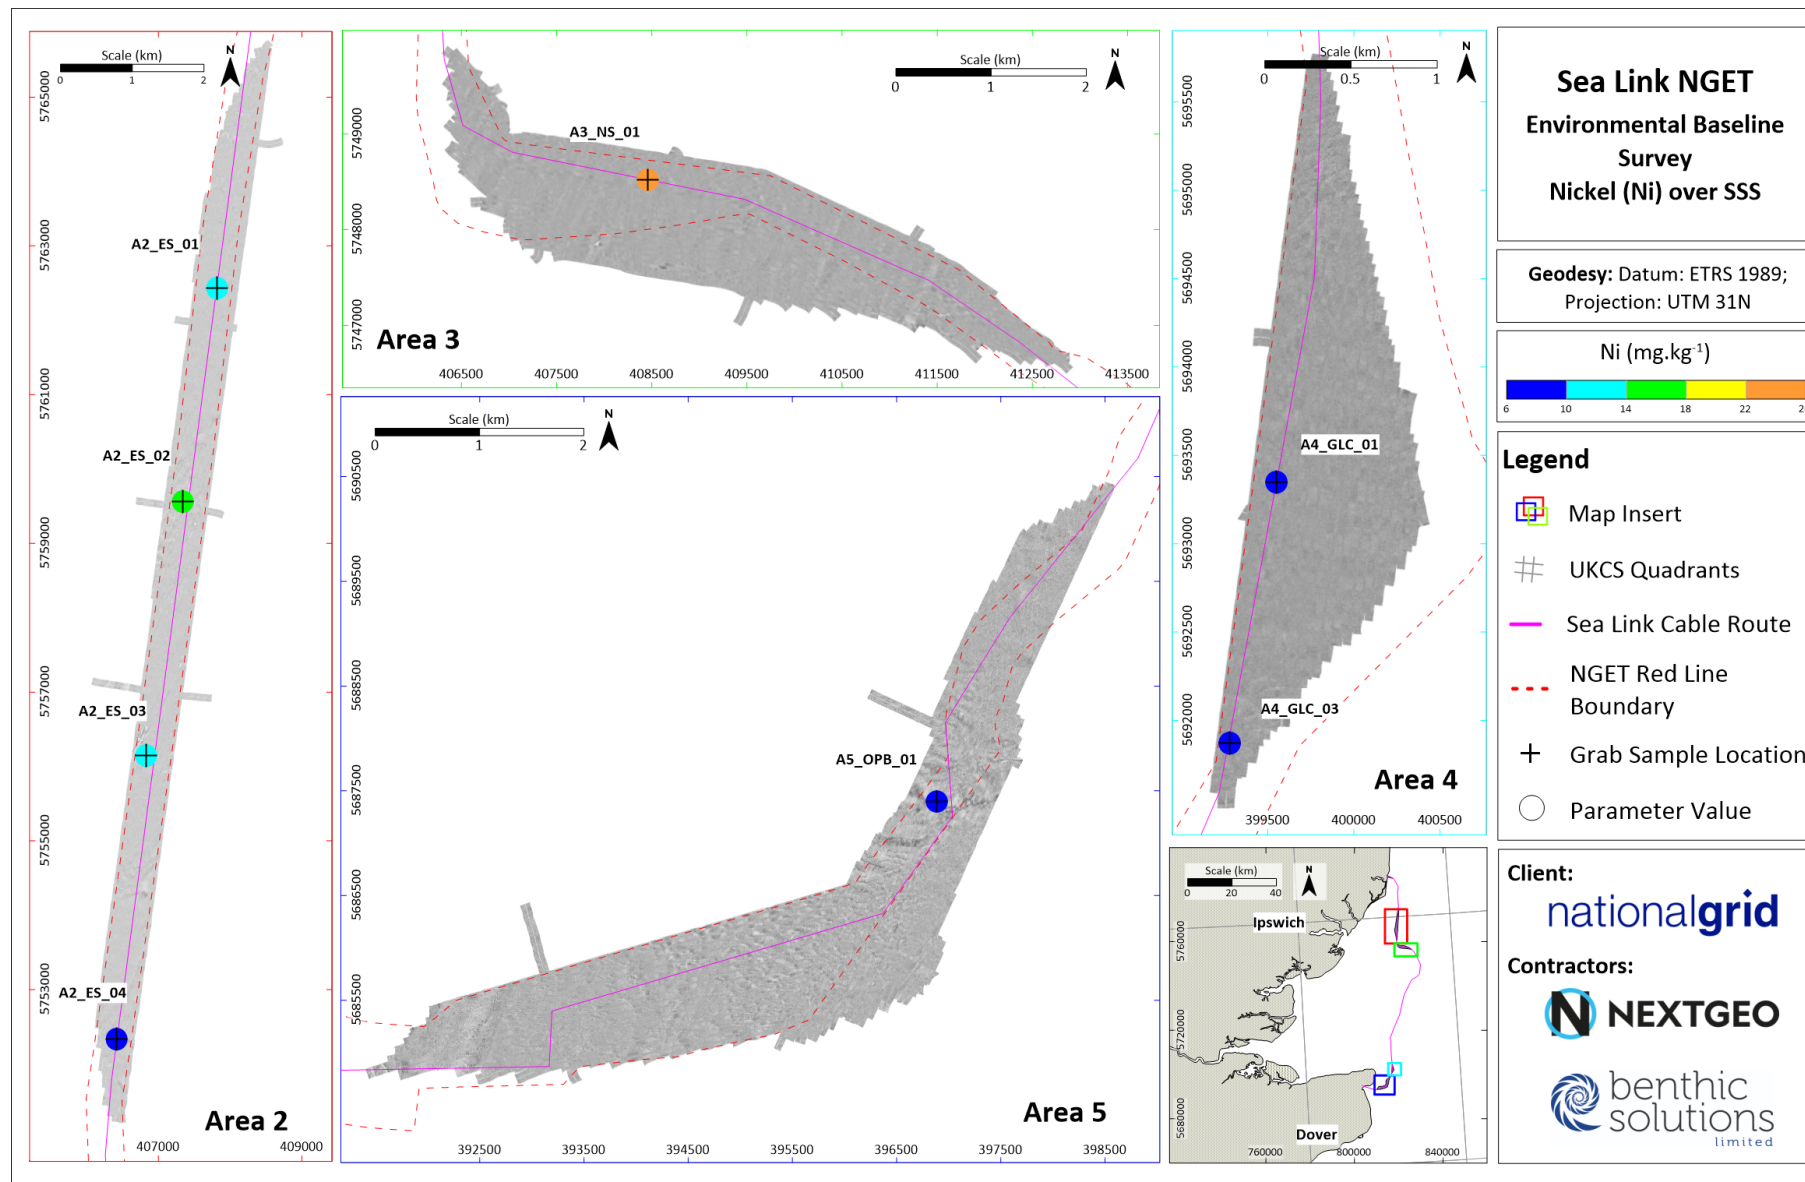 Scale (km)
0 1 2
N
5765000
5763000
5761000
5759000
5757000
5755000
5753000
A2_ES_01
A2_ES_02
A2_ES_03
A2_ES_04
Area 2
407000 409000
Scale (km)
0 1 2
N
5749000
5748000
5747000
A3_NS_01
Area 3
406500 407500 408500 409500 410500 411500 412500 413500
Scale (km)
0 1 2
N
5690500
5689500
5688500
5687500
5686500
5685500
A5_OPB_01
Area 5
392500 393500 394500 395500 396500 397500 398500
Scale (km)
0 0.5 1
N
5695500
5695000
5694500
5694000
5693500
5693000
5692500
5692000
A4_GLC_01
A4_GLC_03
Area 4
399500 400000 400500
Scale (km)
0 20 40
N
Ipswich
Dover
5760000
5720000
5680000
760000 800000 840000
Sea Link NGET
Environmental Baseline
Survey
Nickel (Ni) over SSS
Geodesy: Datum: ETRS 1989;
Projection: UTM 31N
Ni (mg.kg-1)
6 10 14 18 22
Legend
Map Insert
UKCS Quadrants
Sea Link Cable Route
NGET Red Line
Boundary
Grab Sample Location
Parameter Value
Client:
nationalgrid
Contractors:
N NEXTGEO
benthic
solutions
limited